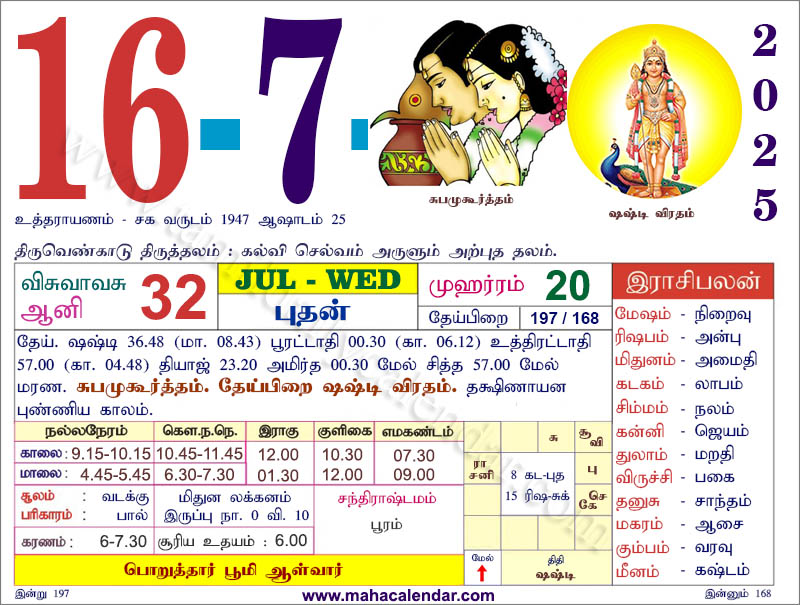 16 - 7 -
2025
சுபமுகூர்த்தம்
ஷஷ்டி விரதம்
உத்தராயணம் - சக வருடம் 1947 ஆஷாடம் 25
திருவெண்காடு திருத்தலம் : கல்வி செல்வம் அருளும் அற்புத தலம்.
விசுவாவசு
ஆனி 32
JUL - WED
புதன்
முஹர்ரம் 20
தேய்பிறை 197 / 168
தேய். ஷஷ்டி 36.48 (மா. 08.43) பூரட்டாதி 00.30 (கா. 06.12) உத்திரட்டாதி
57.00 (கா. 04.48) தியாஜ் 23.20 அமிர்த 00.30 மேல் சித்த 57.00 மேல்
மரண. சுபமுகூர்த்தம். தேய்பிறை ஷஷ்டி விரதம். தக்ஷிணாயன
புண்ணிய காலம்.
இராசிபலன்
மேஷம் - நிறைவு
ரிஷபம் - அன்பு
மிதுனம் - அமைதி
கடகம் - லாபம்
சிம்மம் - நலம்
கன்னி - ஜெயம்
துலாம் - மறதி
விருச்சி - பகை
தனுசு - சாந்தம்
மகரம் - ஆசை
கும்பம் - வரவு
மீனம் - கஷ்டம்
நல்லநேரம் கௌ.ந.நெ. இராகு குளிகை எமகண்டம்
காலை: 9.15-10.15 10.45-11.45 12.00 10.30 07.30
மாலை: 4.45-5.45 6.30-7.30 01.30 12.00 09.00
சூலம் : வடக்கு மிதுன லக்கனம்
பரிகாரம் : பால் இருப்பு நா. 0 வி. 10
சந்திராஷ்டமம்
பூரம்
கரணம் : 6-7.30 சூரிய உதயம் : 6.00
பொறுத்தார் பூமி ஆள்வார்
சு சூ வி
ரா சனி
8 கட-புத
15 ரிஷ-சுக்
பு
செ கே
மேல்
திதி
ஷஷ்டி
இன்று 197
www.mahacalendar.com
இன்னும் 168